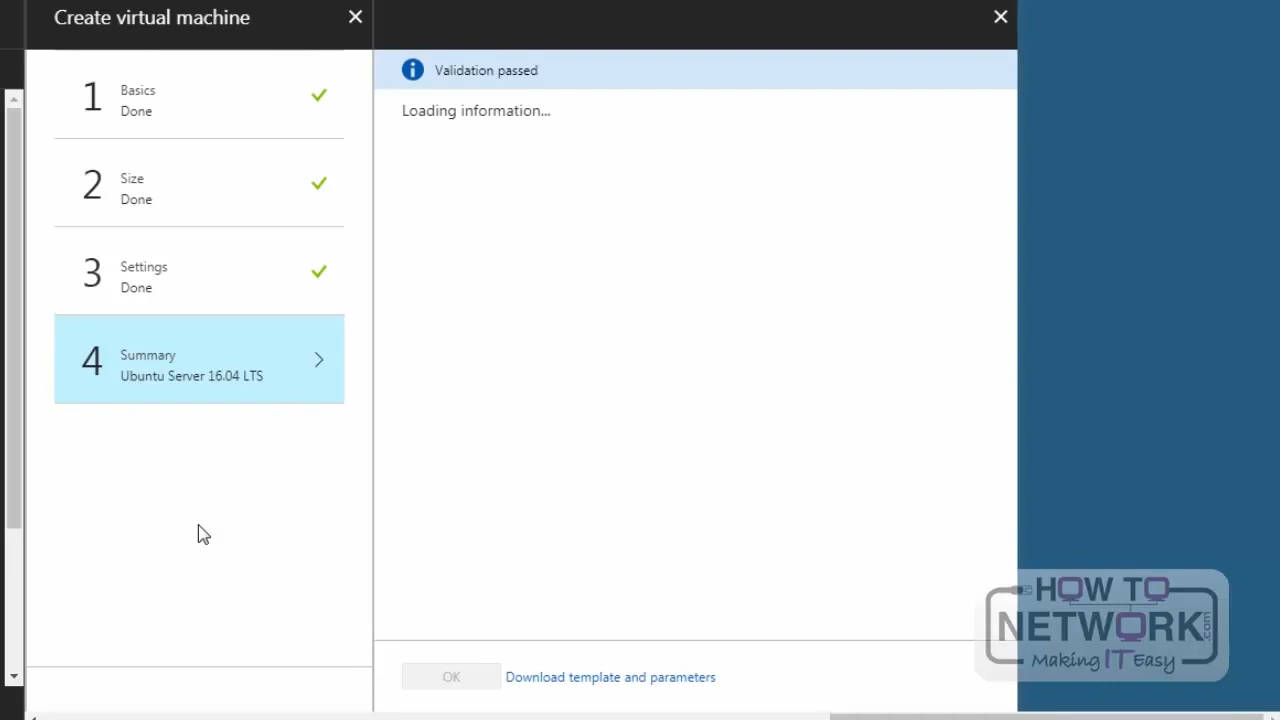 Create virtual machine
1
Basics
Done
2
Size
Done
3
Settings
Done
4
Summary
Ubuntu Server 16.04 LTS
Validation passed
Loading information...
OK
Download template and parameters
HOW TO
NETWORK.com
Making IT Easy